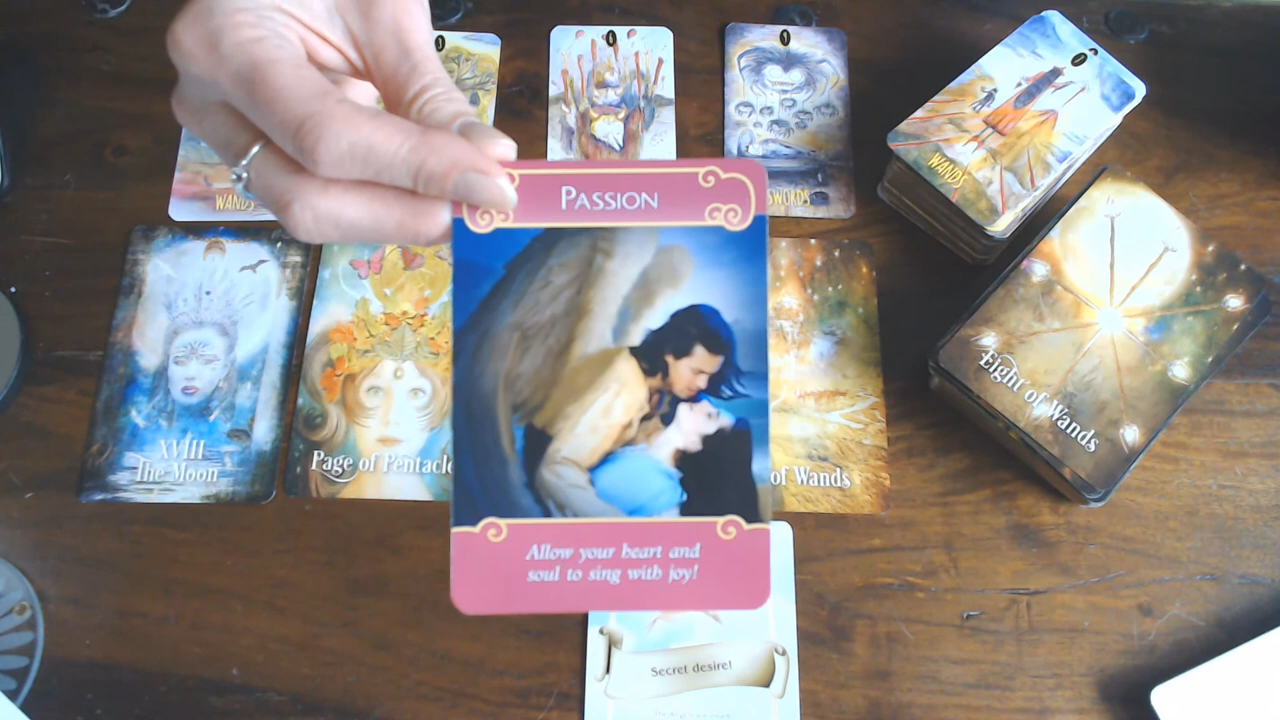 WANDS
SWORDS
WANDS
PASSION
XVIII
The Moon
Page of Pentacle
of Wands
Eight of Wands
Allow your heart and
soul to sing with joy!
Secret desire!